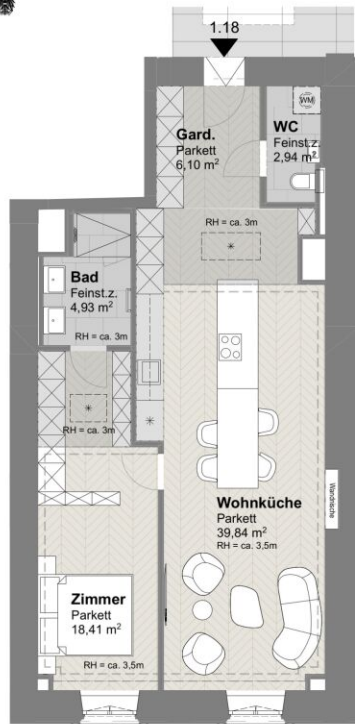 1.18
Gard.
Parkett
6,10 m²
WM
WC
Feinst.z.
2,94 m²
RH = ca. 3m
Bad
Feinst.z.
4,93 m²
RH = ca. 3m
RH = ca. 3m
Wohnküche
Parkett
39,84 m²
RH = ca. 3,5m
Wandnische
Zimmer
Parkett
18,41 m²
RH = ca. 3,5m